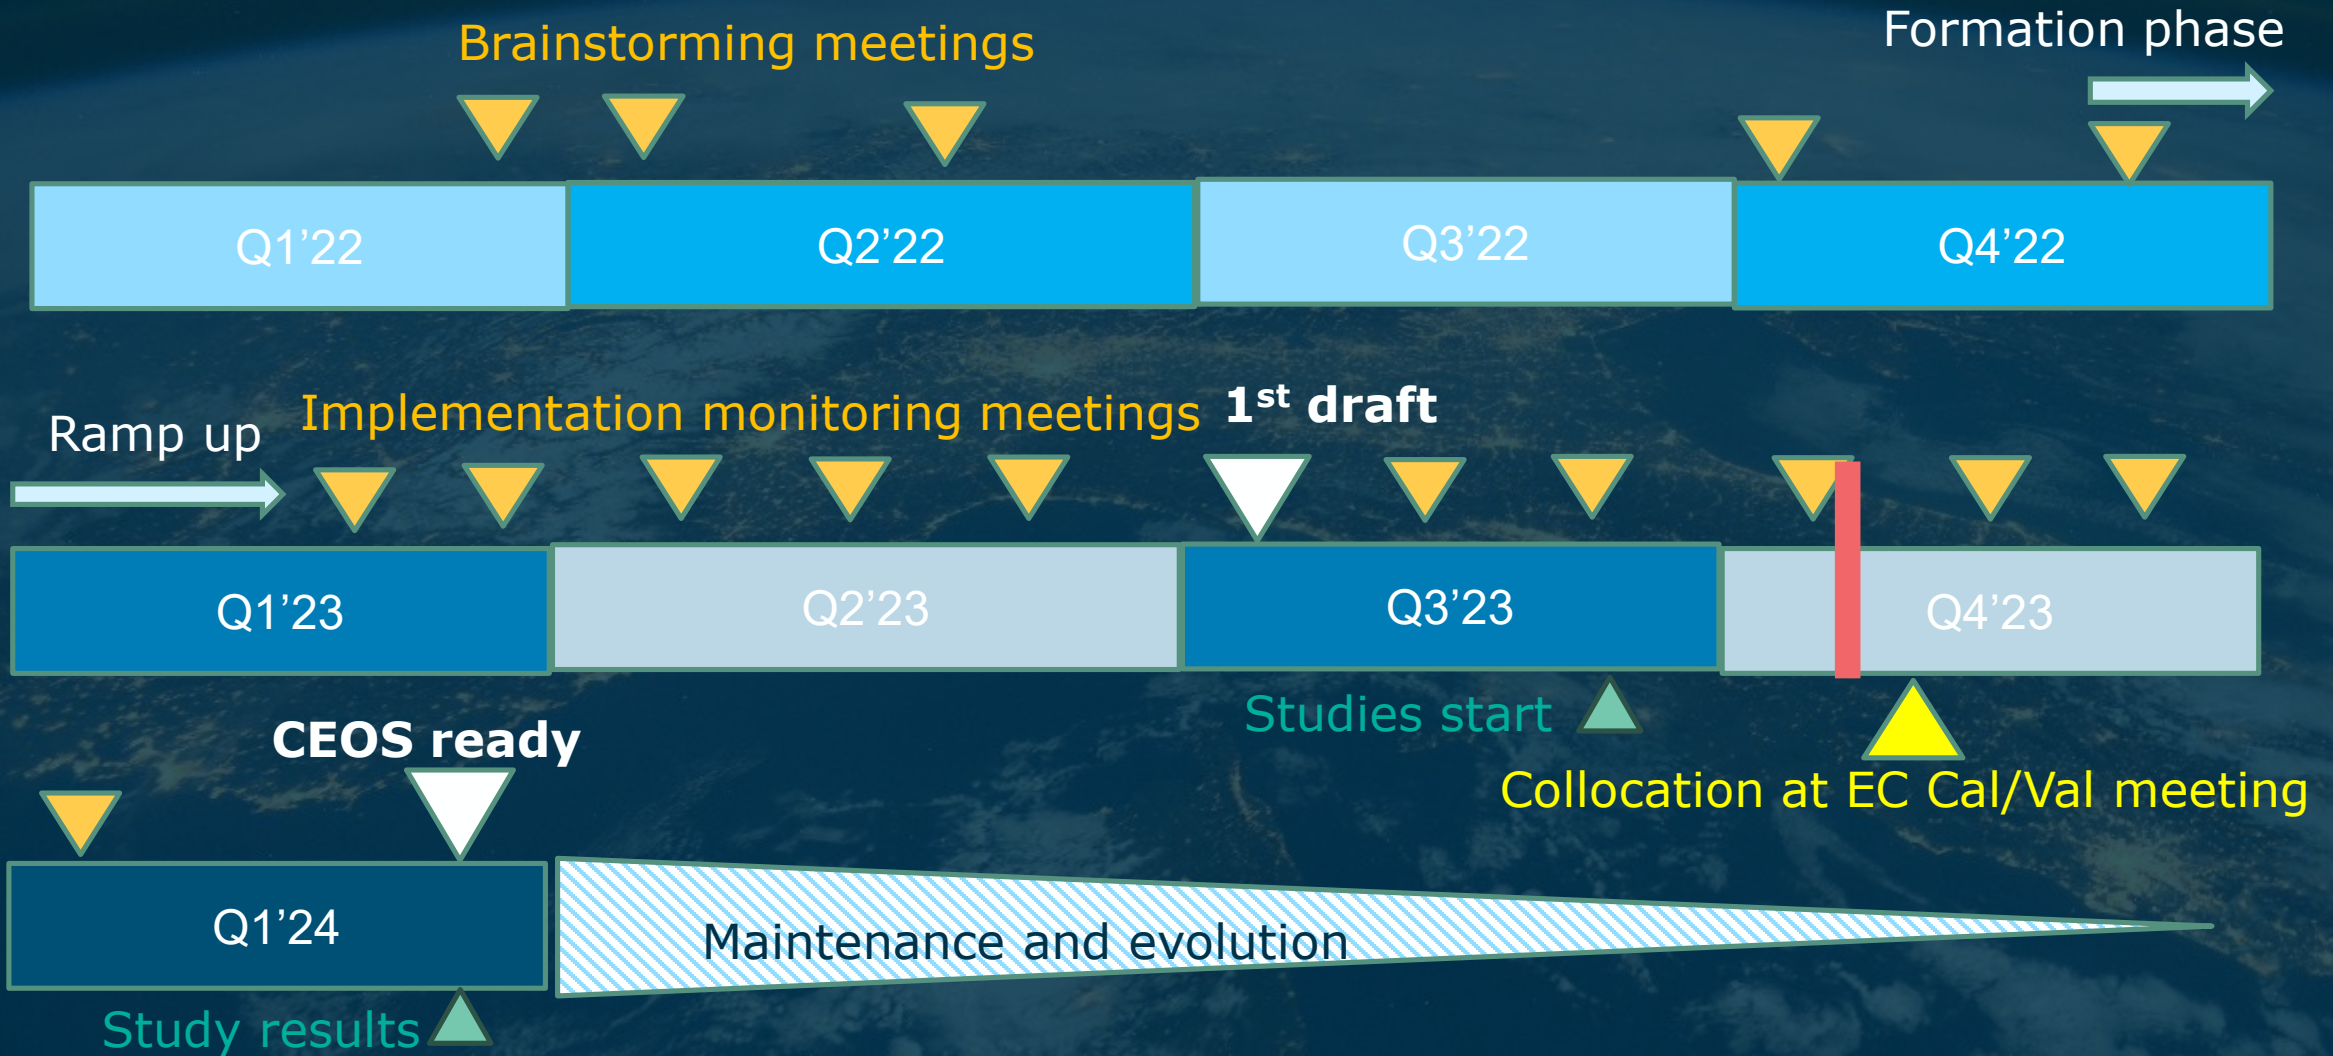 Brainstorming meetings
Formation phase
Q1’22
Q2’22
Q3’22
Q4’22
Ramp up
Implementation monitoring meetings
1st draft
Q1’23
Q2’23
Q3’23
Q4’23
Studies start
Collocation at EC Cal/Val meeting
CEOS ready
Q1’24
Maintenance and evolution
Study results